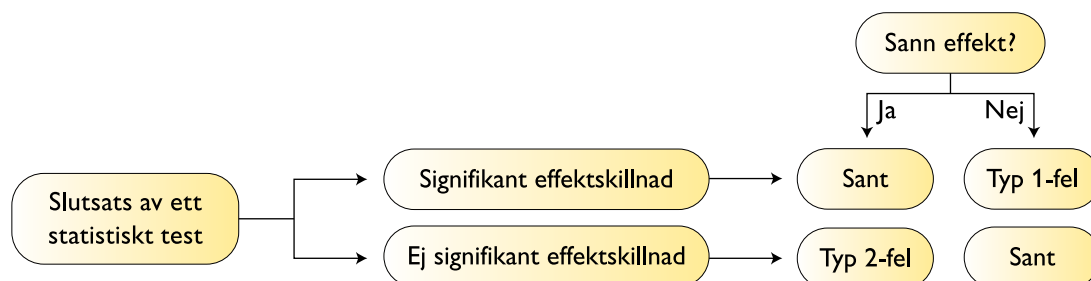 Sann effekt?
Ja
Nej
Signifikant effektskillnad
Sant
Typ 1-fel
Slutsats av ett
statistiskt test
Ej signifikant effektskillnad
Typ 2-fel
Sant